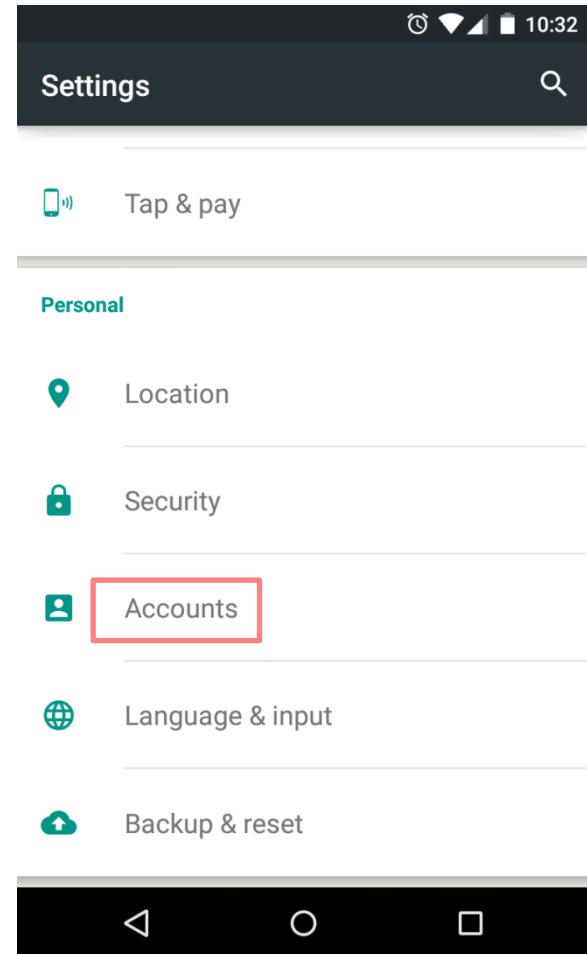 10:32
Settings
Tap & pay
Personal
Location
Security
Accounts
Language & input
Backup & reset